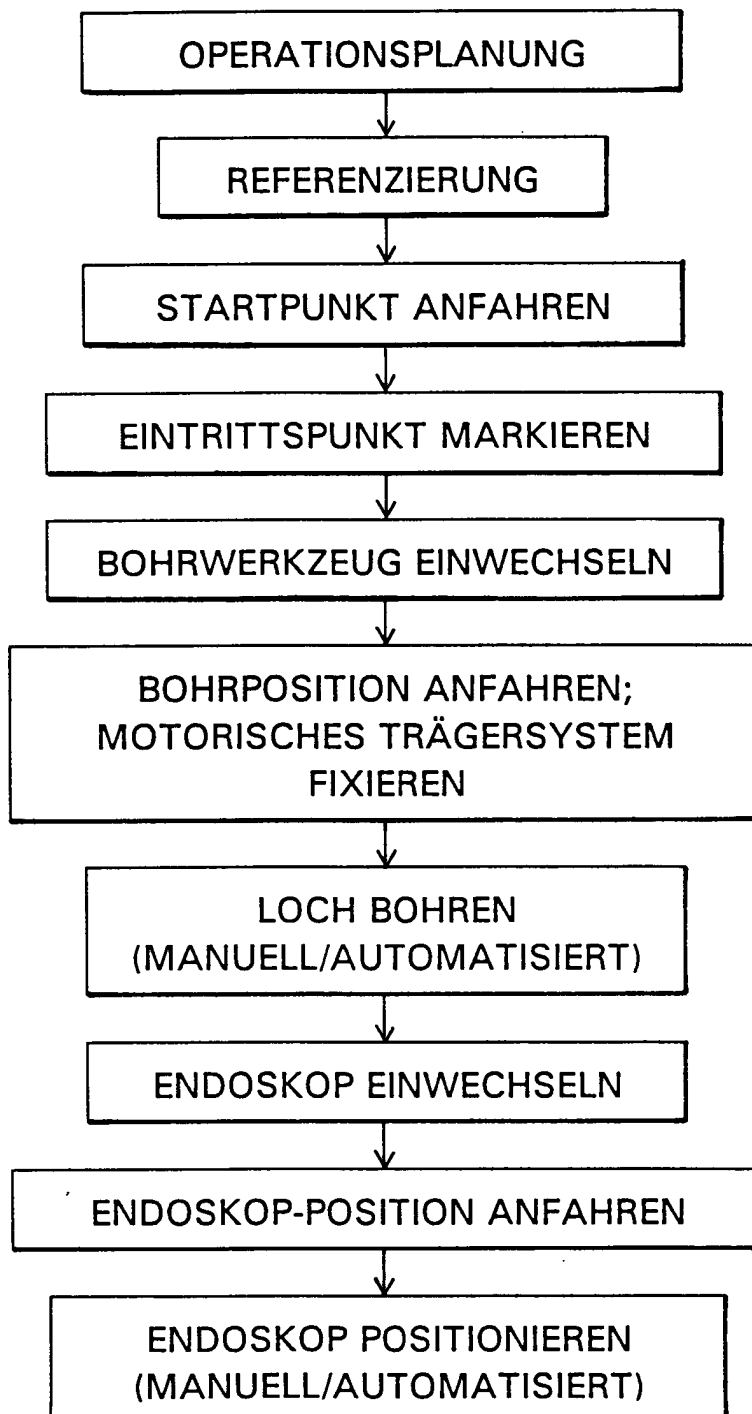 OPERATIONSPLANUNG
REFERENZIERUNG
STARTPUNKT ANFAHREN
EINTRITTSPUNKT MARKIEREN
BOHRWERKZEUG EINWECHSELN
BOHRPOSITION ANFAHREN;
MOTORISCHES TRÄGERSYSTEM
FIXIEREN
LOCH BOHREN
(MANUELL/AUTOMATISIERT)
ENDOSKOP EINWECHSELN
ENDOSKOP-POSITION ANFAHREN
ENDOSKOP POSITIONIEREN
(MANUELL/AUTOMATISIERT)